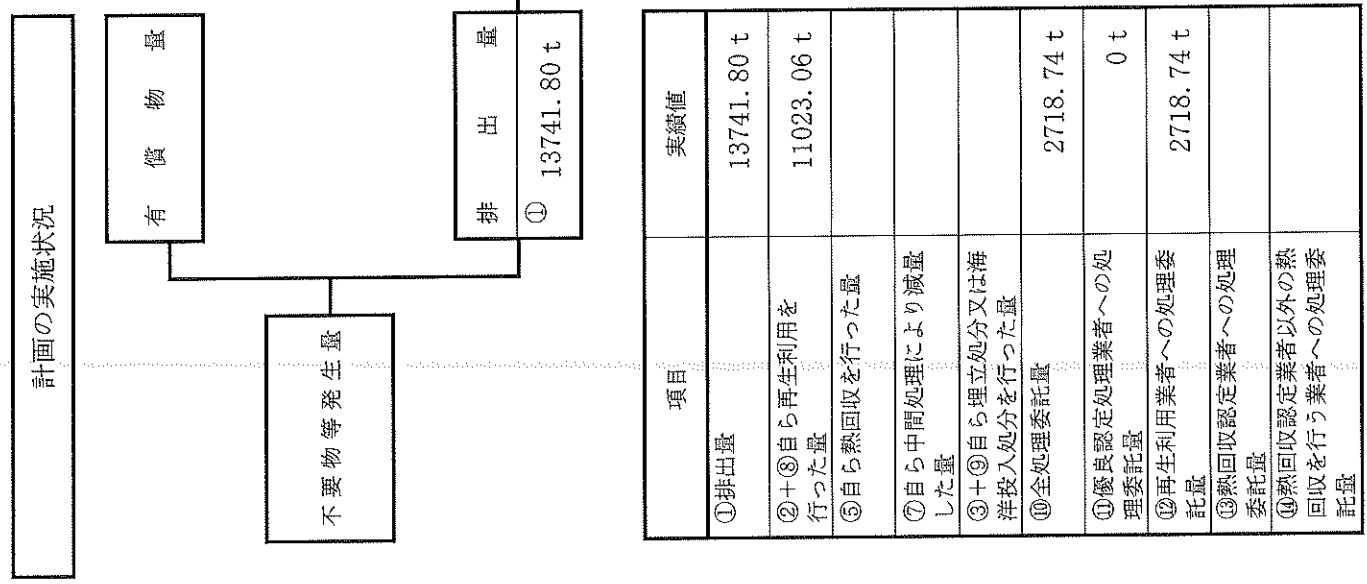 計画の実施状況
有償物量
不要物等発生量
排出量
① 13741.80 t
項目 実績値
①排出量 13741.80 t
②+⑧自ら再生利用を
行った量 11023.06 t
⑤自ら熱回収を行った量
⑦自ら中間処理により減量
した量
③+⑨自ら埋立処分又は海
洋投入処分を行った量
⑩全処理委託量 2718.74 t
⑪優良認定処理業者への処
理委託量 0 t
⑫再生利用業者への処理委
託量 2718.74 t
⑬熱回収認定業者への処理
委託量
⑭熱回収認定業者以外の熱
回収を行う業者への処理委
託量